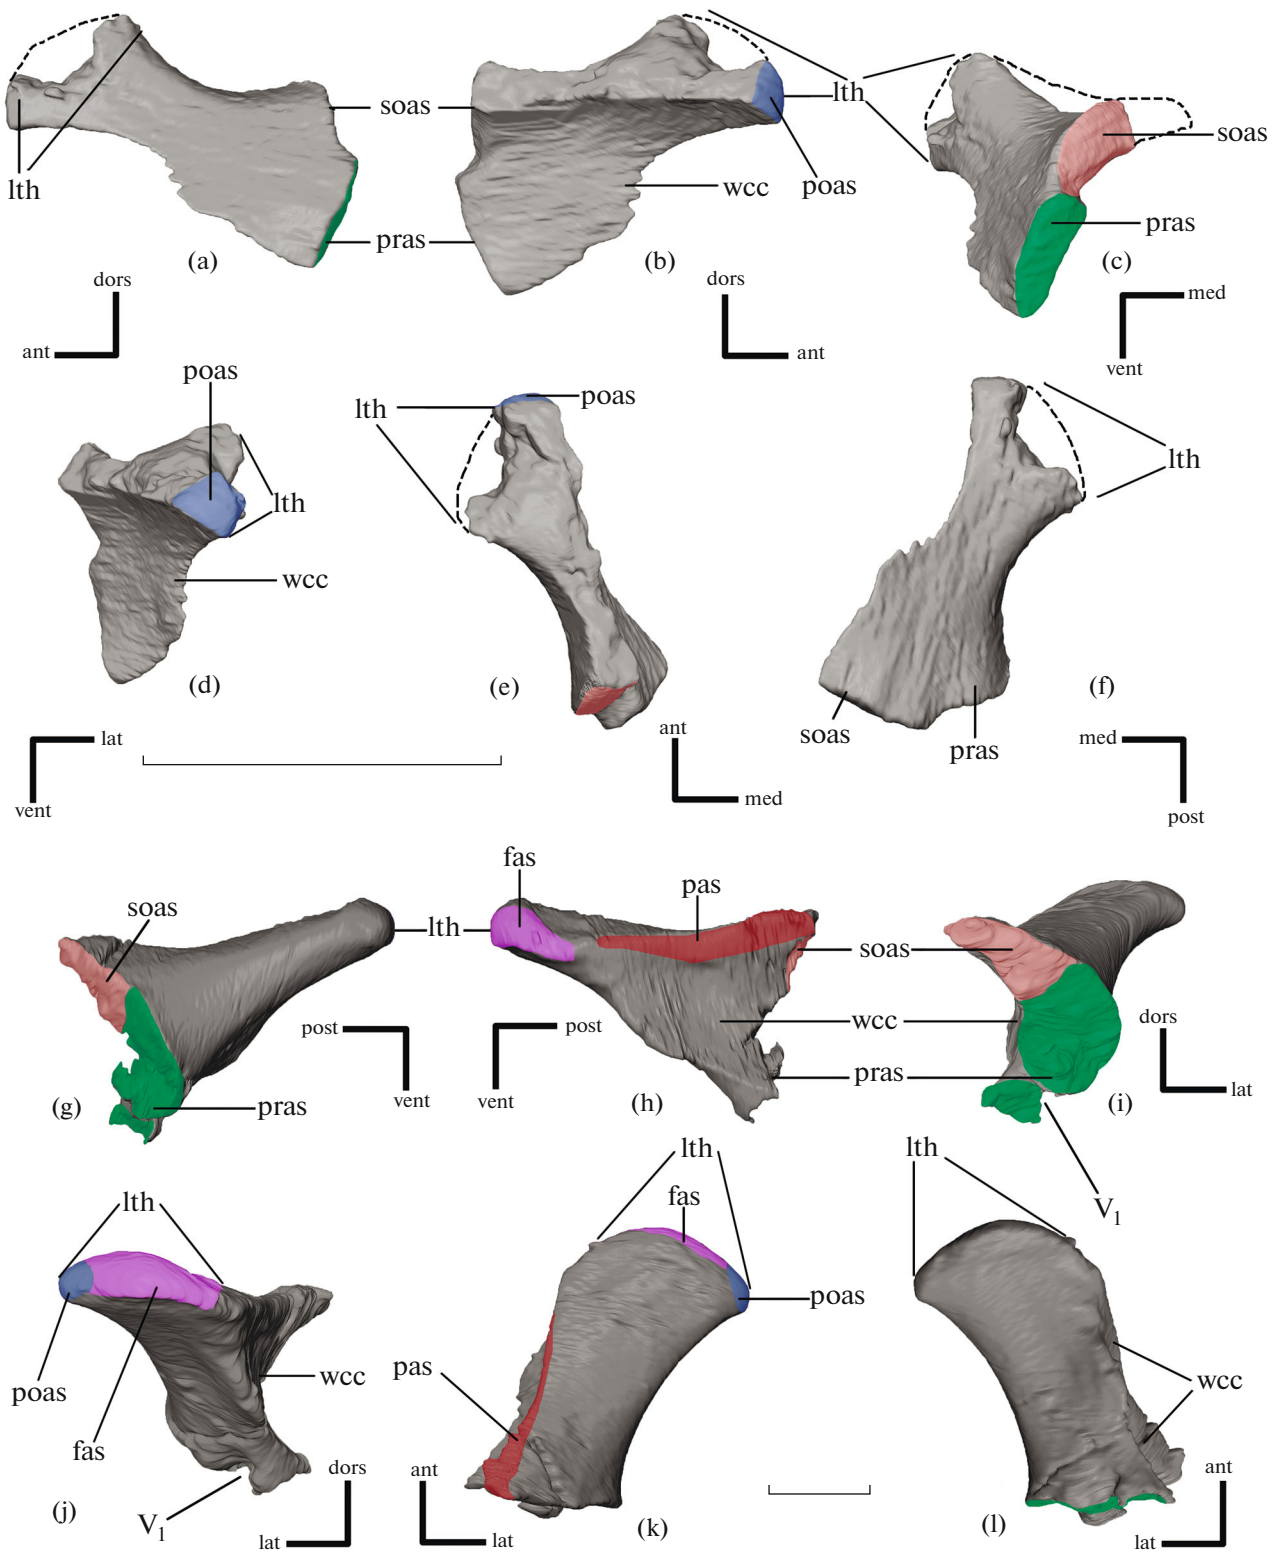 soas
lth
soas
lth
wcc
poas
pras
pras
(a)
(b)
(c)
dors
ant
dors
ant
med
vent
poas
lth
poas
lth
lth
wcc
(d)
(e)
(f)
soas
pras
lat
vent
ant
med
med
post
fas
pas
soas
lth
soas
wcc
pras
post
vent
post
vent
dors
lat
pras
(g)
(h)
(i)
V1
lth
lth
fas
lth
poas
poas
fas
wcc
pas
wcc
V1
dors
lat
ant
lat
ant
lat
(j)
(k)
(l)